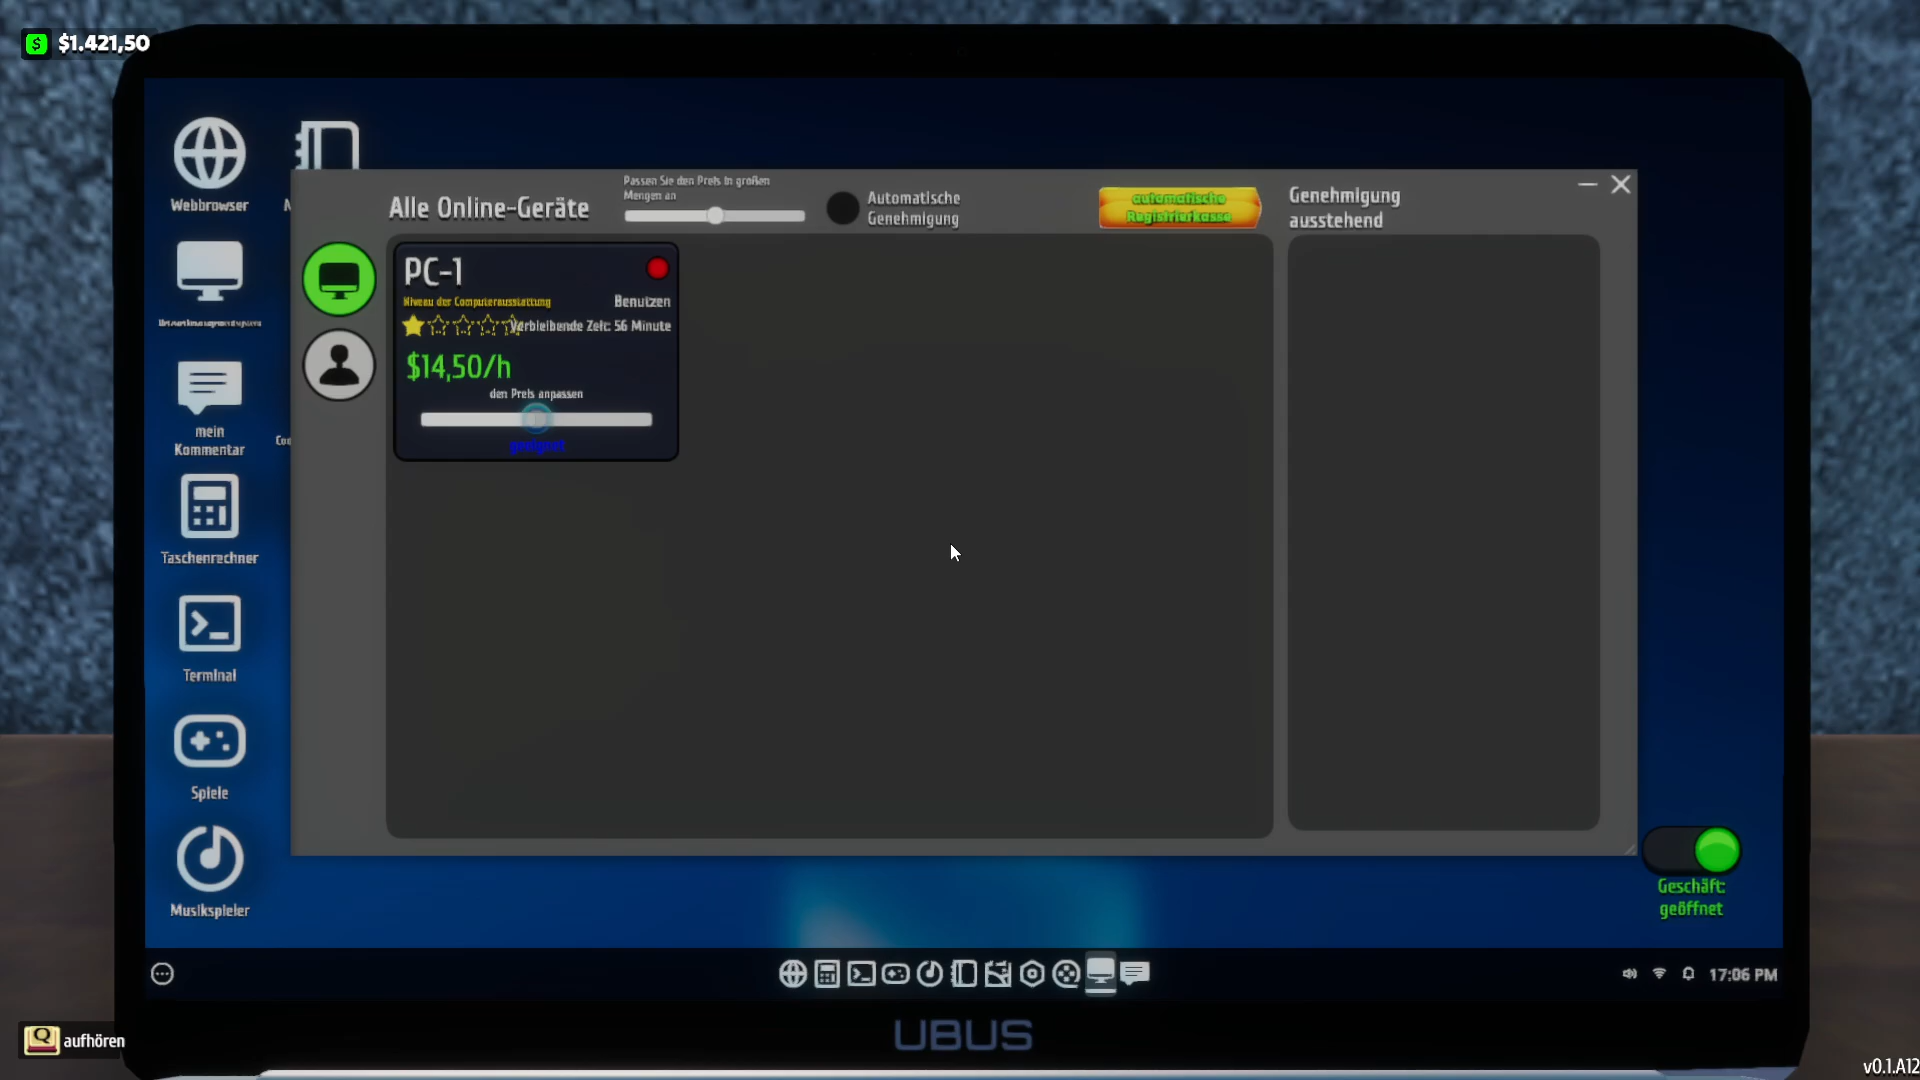 $1.421,50
Webbrowser
mein
Kommentar
Taschenrechner
Terminal
Spiele
Musikspieler
Alle Online-Geräte
Passen Sie den Preis in großen
Mengen an
Automatische
Genehmigung
automatische
Registrierkasse
Genehmigung
ausstehend
PC-1
Niveau der Computerausstattung
Benutzen
Verbleibende Zeit: 56 Minute
$14,50/h
den Preis anpassen
geeignet
Geschäft:
geöffnet
17:06 PM
UBUS
Q aufhören
v0.1.A12